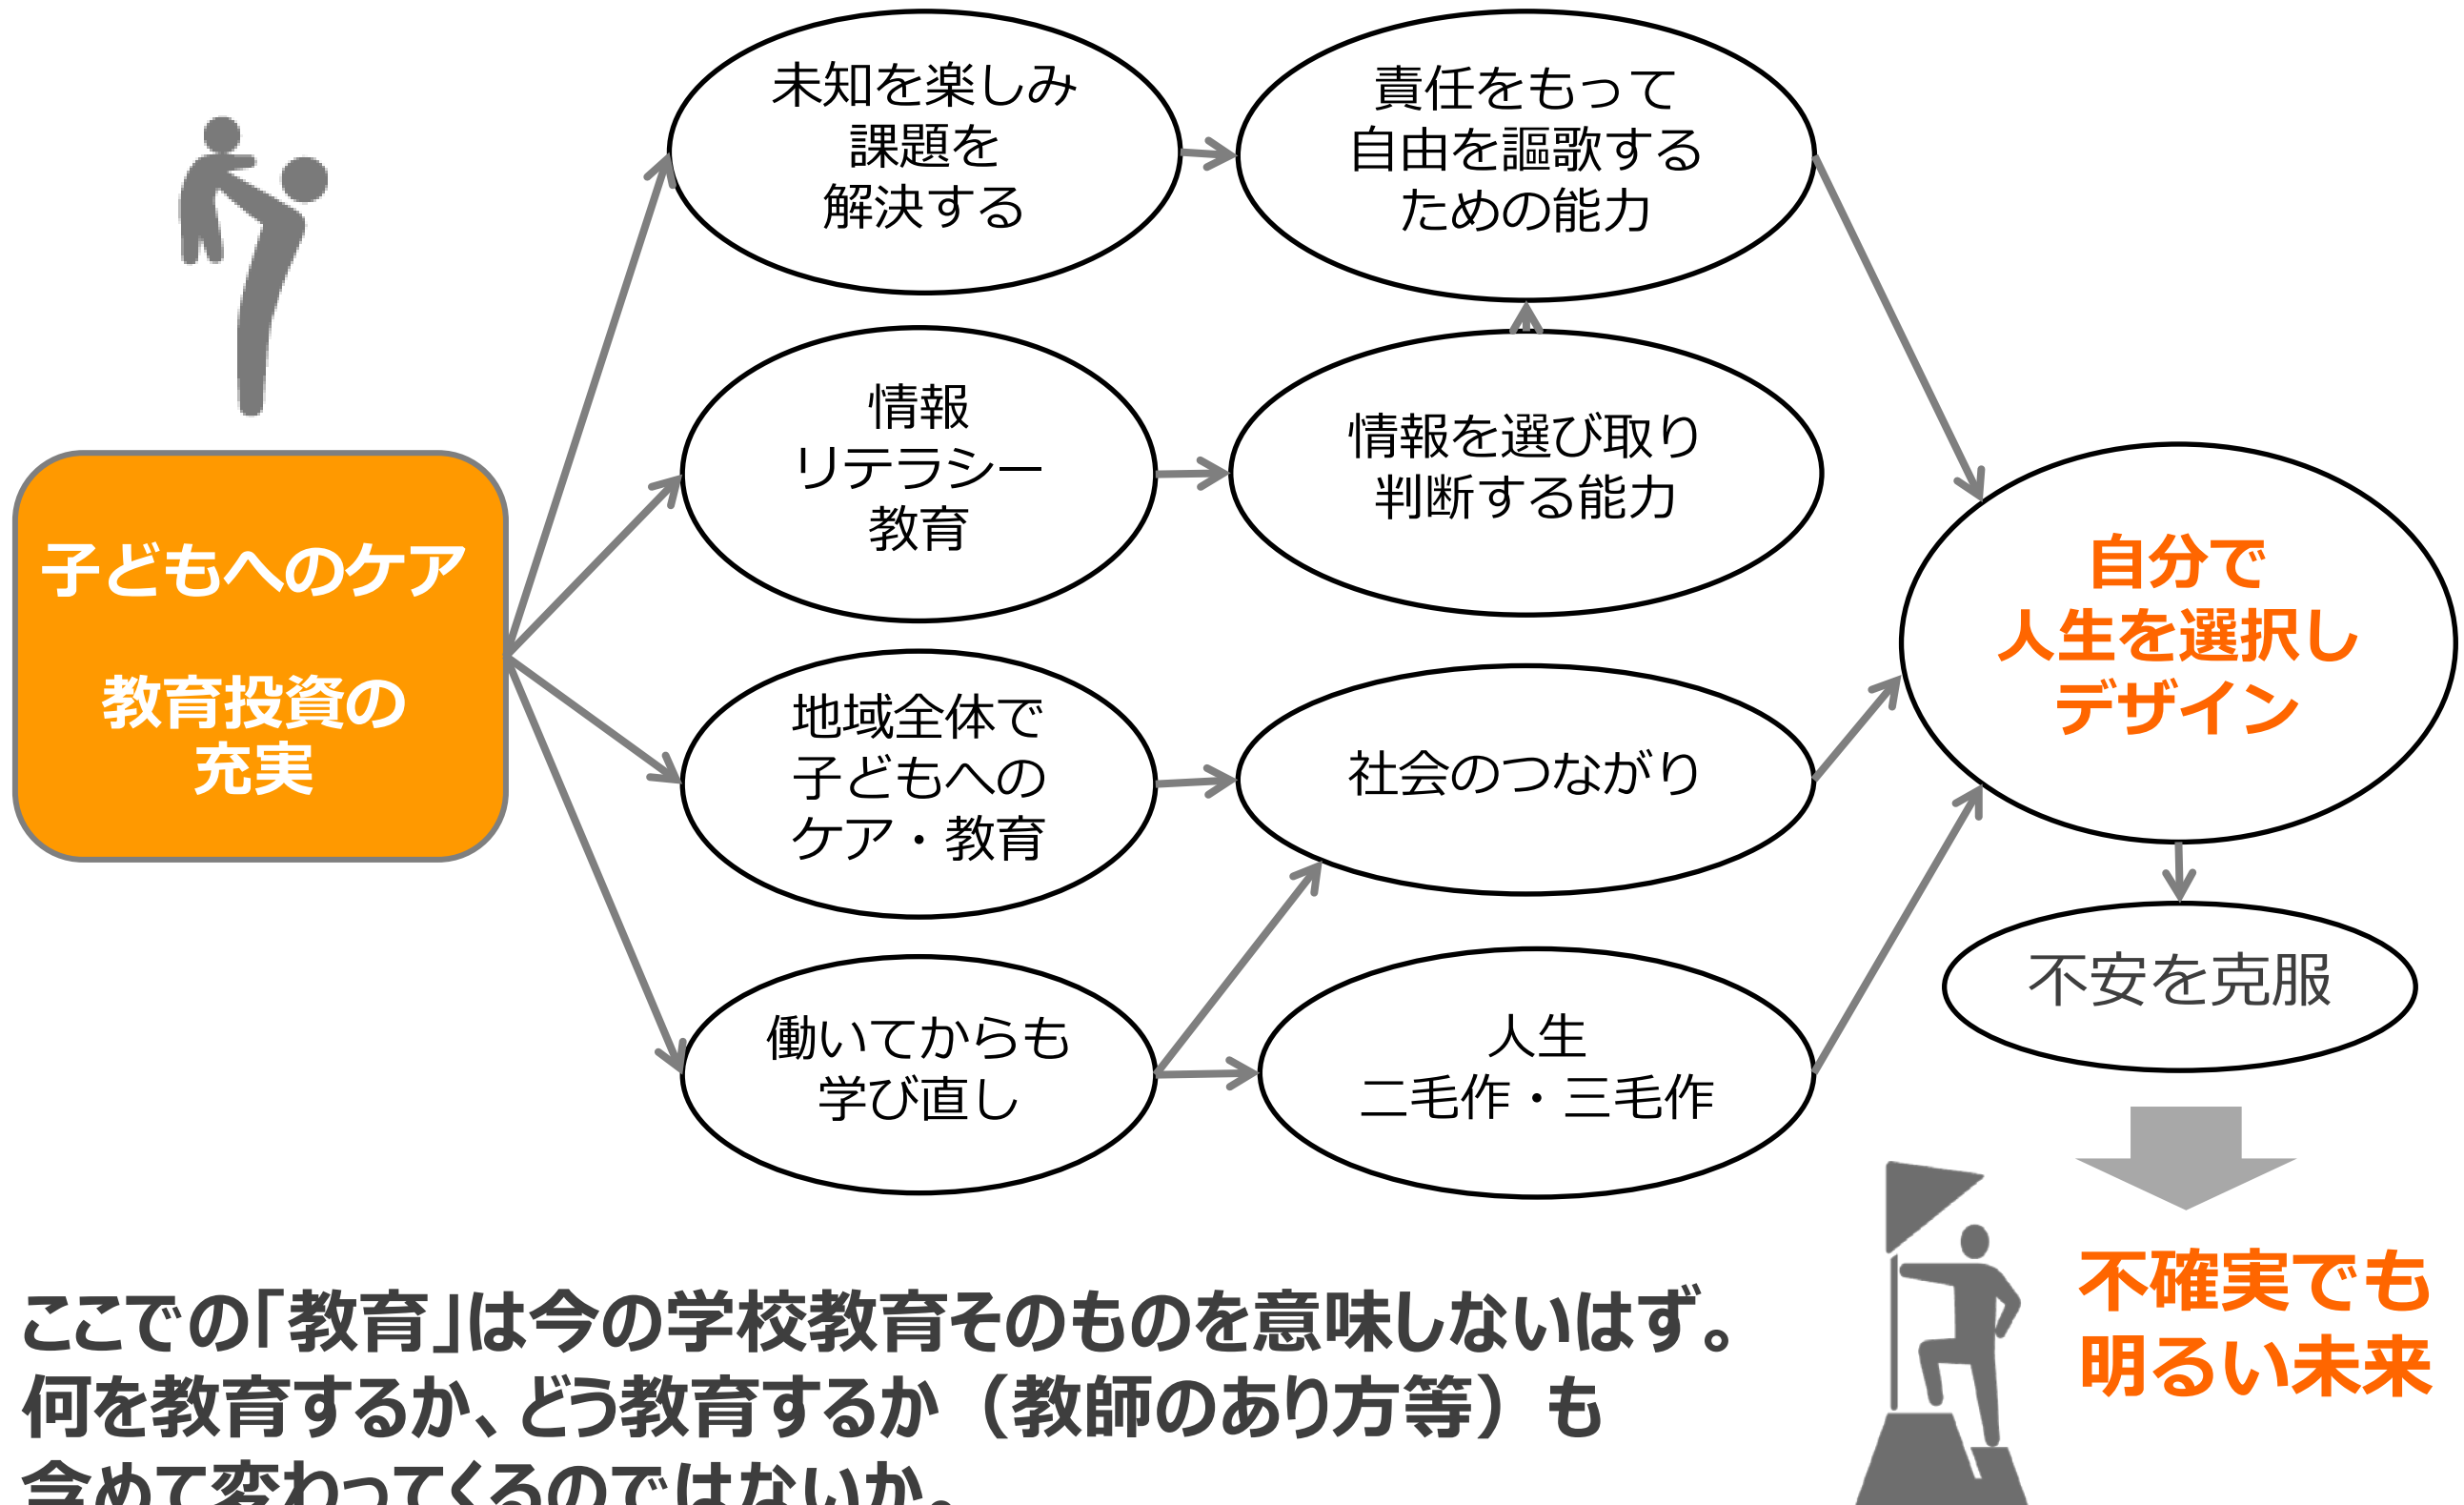 未知を楽しみ
課題を
解決する
責任をもって
自由を謳歌する
ための能力
情報
リテラシー
教育
情報を選び取り
判断する能力
子どもへのケア
教育投資の
充実
自分で
人生を選択し
デザイン
地域全体で
子どもへの
ケア・教育
社会のつながり
不安を克服
働いてからも
学び直し
人生
二毛作・三毛作
不確実でも
明るい未来
ここでの「教育」は今の学校教育そのものを意味しないはず。
何を教育するか、どう教育するか（教師のあり方等）も
含めて変わってくるのではないか。